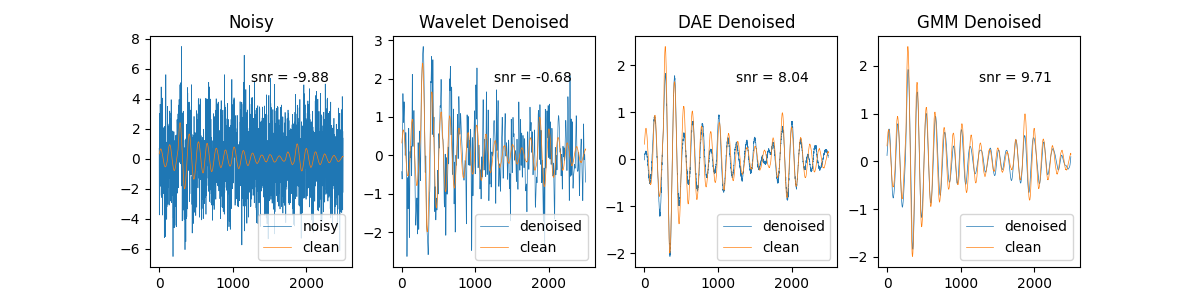 Noisy
8
6
4
2
0
−2
−4
−6
0
1000
2000
snr = -9.88
noisy
clean
Wavelet Denoised
3
2
1
0
−1
−2
0
1000
2000
snr = -0.68
denoised
clean
DAE Denoised
2
1
0
−1
−2
0
1000
2000
snr = 8.04
denoised
clean
GMM Denoised
2
1
0
−1
−2
0
1000
2000
snr = 9.71
denoised
clean